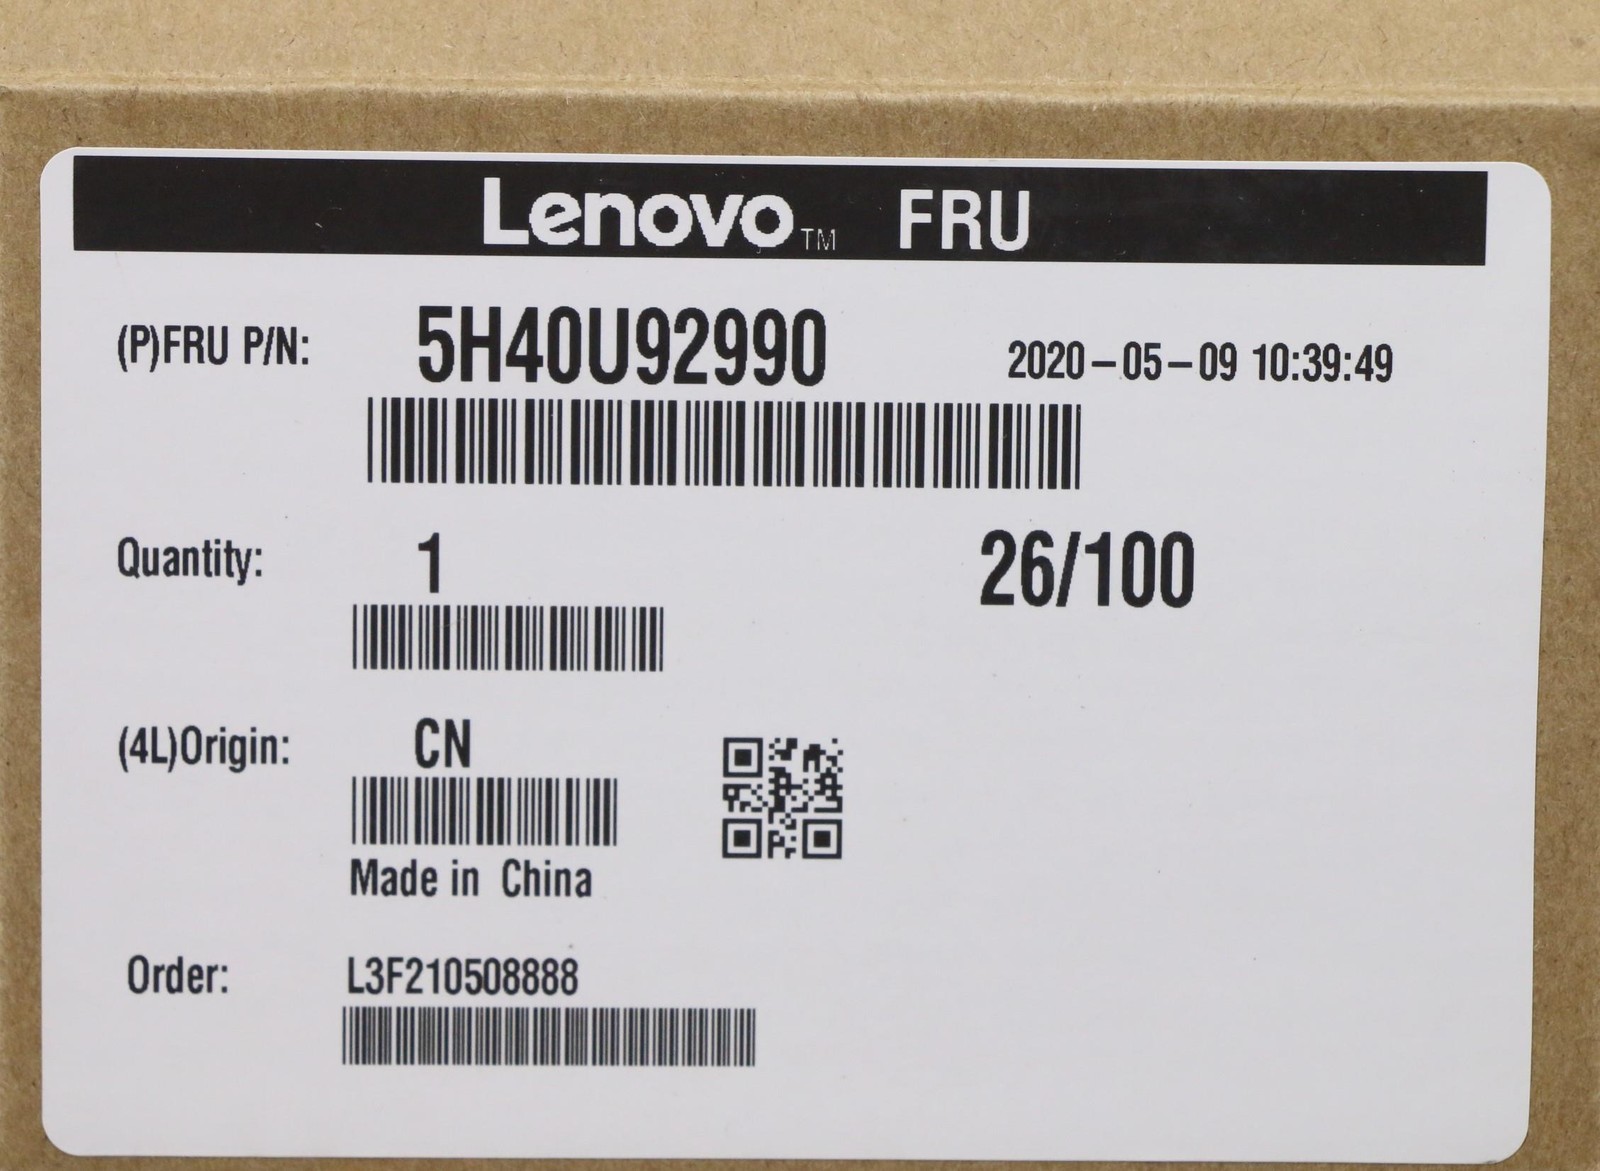 Lenovo™ FRU
(P)FRU P/N: 5H40U92990 2020-05-09 10:39:49
Quantity: 1 26/100
(4L)Origin: CN
Made in China
Order: L3F210508888